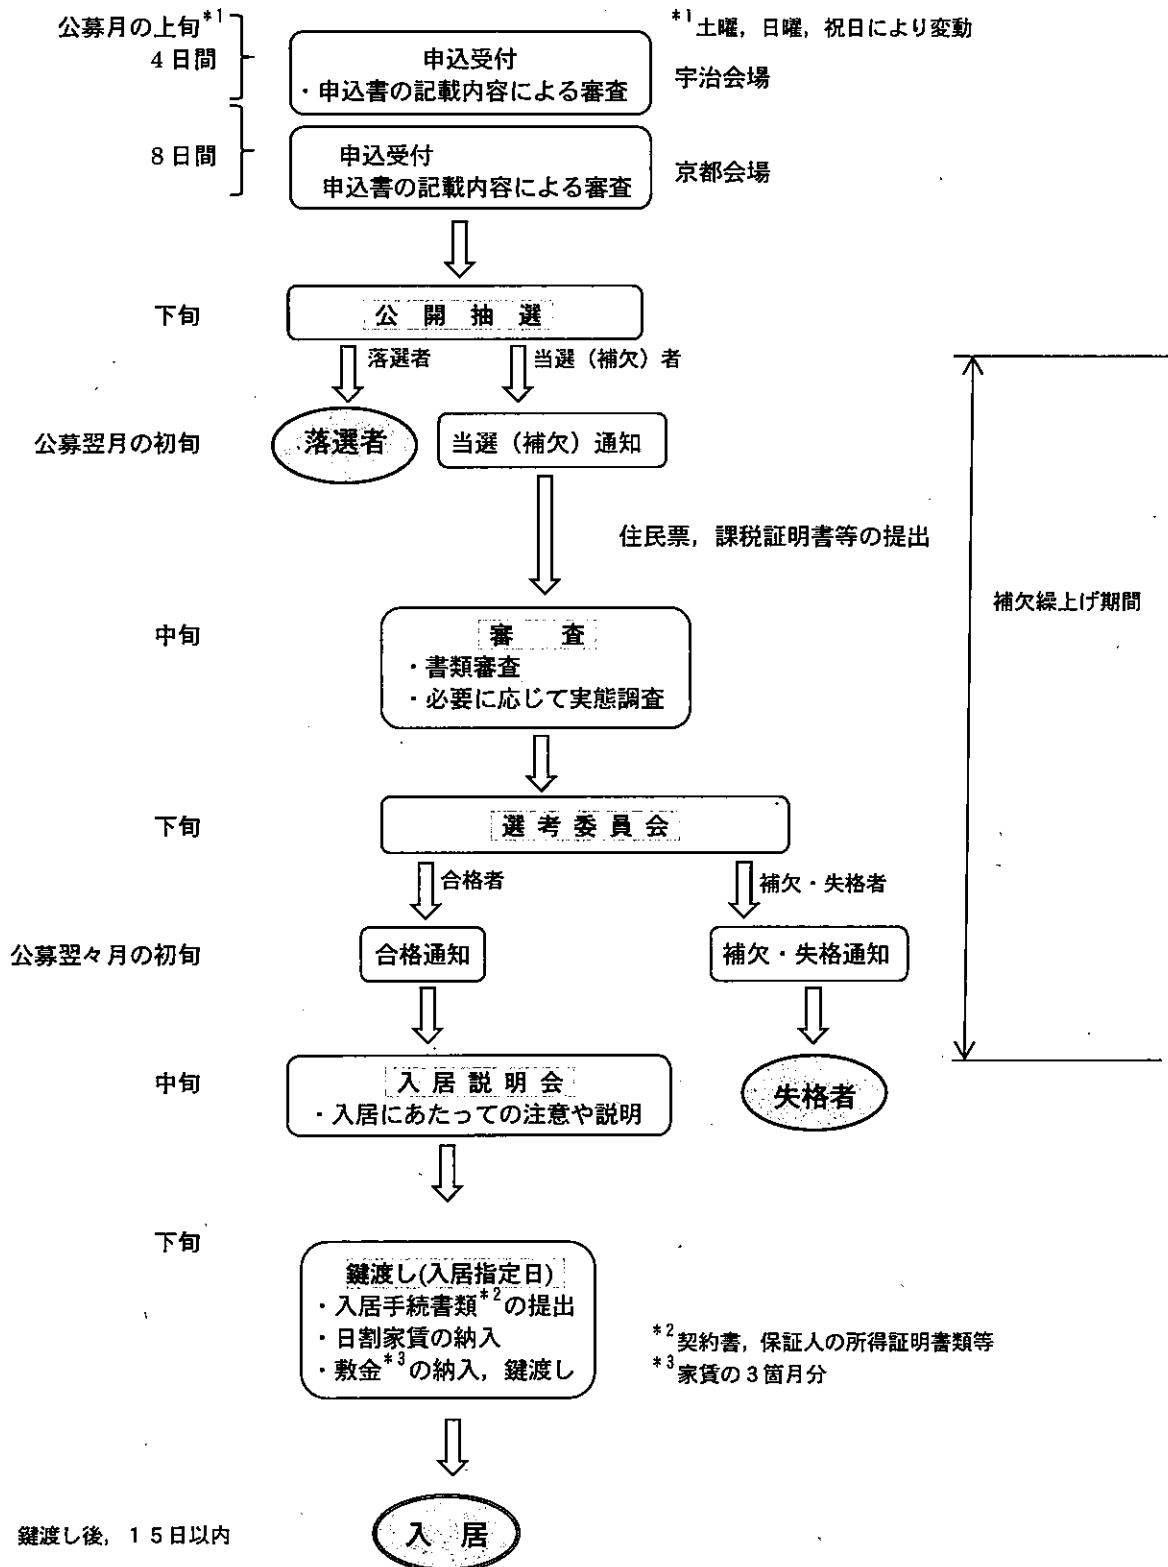 公募月の上旬*1
*1土曜，日曜，祝日により変動
4日間
申込受付
・申込書の記載内容による審査
宇治会場
8日間
申込受付
申込書の記載内容による審査
京都会場
下旬
公開抽選
落選者
当選（補欠）者
公募翌月の初旬
落選者
当選（補欠）通知
住民票，課税証明書等の提出
補欠繰上げ期間
中旬
審　査
・書類審査
・必要に応じて実態調査
下旬
選考委員会
合格者
補欠・失格者
公募翌々月の初旬
合格通知
補欠・失格通知
中旬
入居説明会
・入居にあたっての注意や説明
失格者
下旬
鍵渡し(入居指定日)
・入居手続書類*2の提出
・日割家賃の納入
・敷金*3の納入，鍵渡し
*2契約書，保証人の所得証明書類等
*3家賃の３箇月分
鍵渡し後，１５日以内
入　居